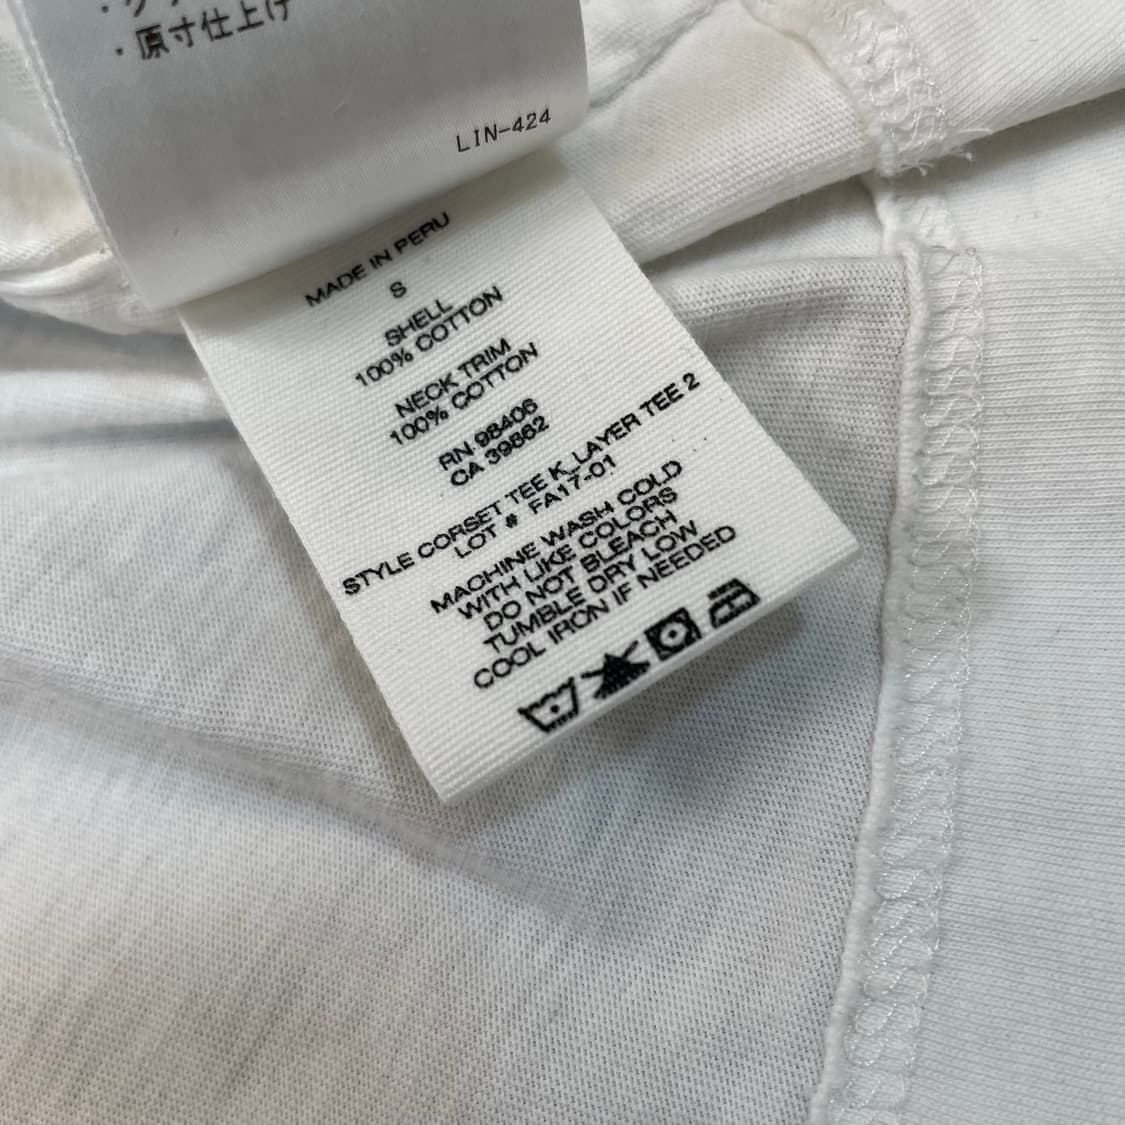 ・原寸仕上げ
LIN-424
MADE IN PERU
S
SHELL
100% COTTON
NECK TRIM
100% COTTON
RN 98406
CA 39862
STYLE CORSET TEE K_LAYER TEE 2
LOT # FA17-01
MACHINE WASH COLD
WITH LIKE COLORS
DO NOT BLEACH
TUMBLE DRY LOW
COOL IRON IF NEEDED